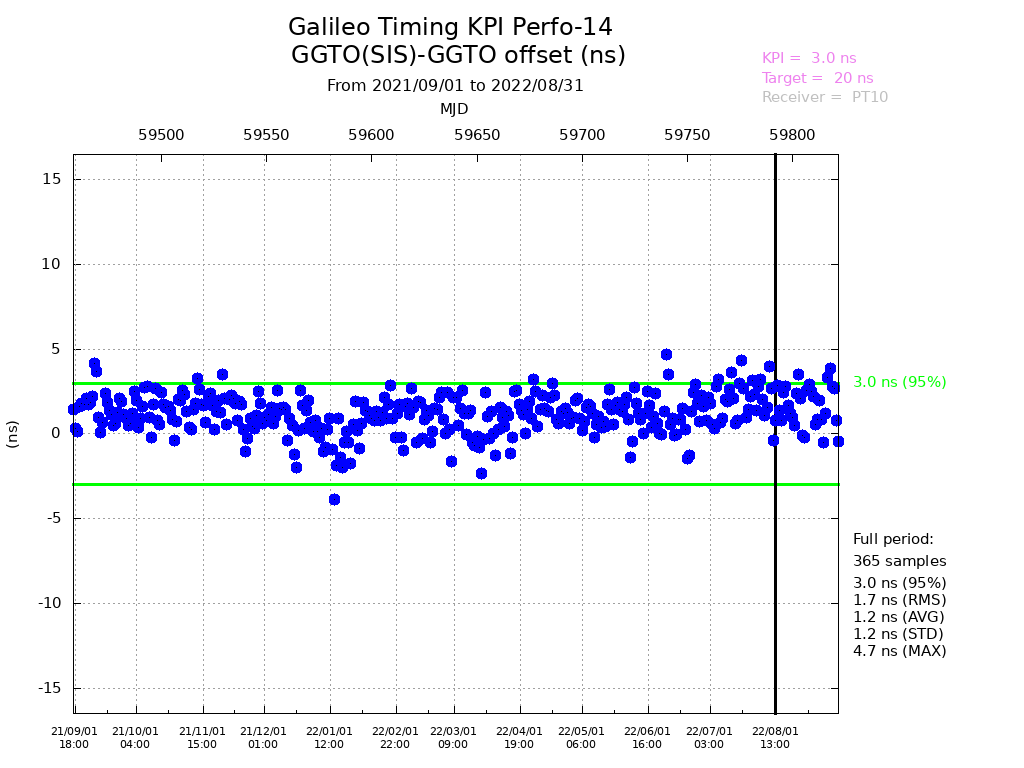 Galileo Timing KPI Perfo-14
GGTO(SIS)-GGTO offset (ns)
From 2021/09/01 to 2022/08/31
MJD
KPI =  3.0 ns
Target =  20 ns
Receiver =  PT10
59500 59550 59600 59650 59700 59750 59800
15
10
5
0
-5
-10
-15
(ns)
3.0 ns (95%)
Full period:
365 samples
3.0 ns (95%)
1.7 ns (RMS)
1.2 ns (AVG)
1.2 ns (STD)
4.7 ns (MAX)
21/09/01 21/10/01 21/11/01 21/12/01 22/01/01 22/02/01 22/03/01 22/04/01 22/05/01 22/06/01 22/07/01 22/08/01
18:00 04:00 15:00 01:00 12:00 22:00 09:00 19:00 06:00 16:00 03:00 13:00